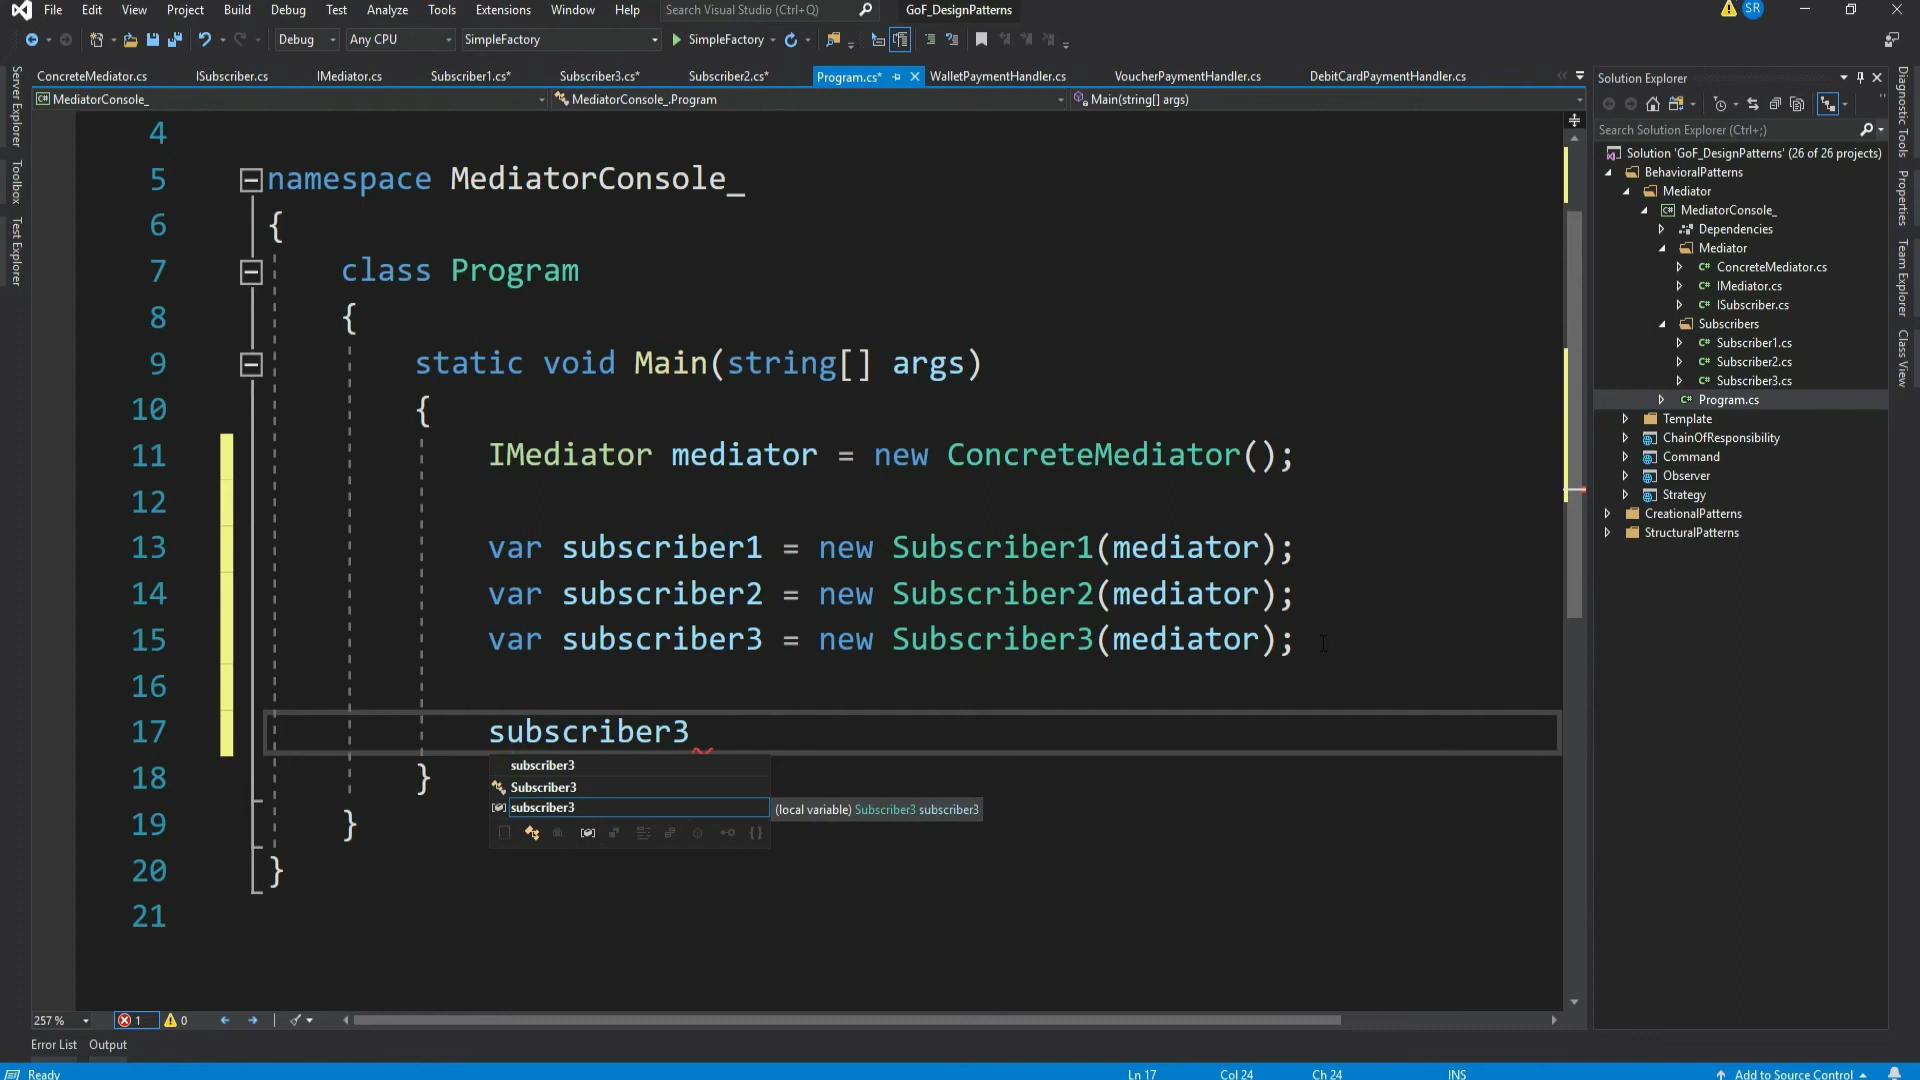 File Edit View Project Build Debug Test Analyze Tools Extensions Window Help Search Visual Studio (Ctrl+Q) GoF_DesignPatterns SR
Debug Any CPU SimpleFactory SimpleFactory
ConcreteMediator.cs ISubscriber.cs IMediator.cs Subscriber1.cs* Subscriber3.cs* Subscriber2.cs* Program.cs* WalletPaymentHandler.cs VoucherPaymentHandler.cs DebitCardPaymentHandler.cs
MediatorConsole_ MediatorConsole_.Program Main(string[] args)
Server Explorer
Toolbox
Test Explorer
4
5 namespace MediatorConsole_
6 {
7 class Program
8 {
9 static void Main(string[] args)
10 {
11 IMediator mediator = new ConcreteMediator();
12
13 var subscriber1 = new Subscriber1(mediator);
14 var subscriber2 = new Subscriber2(mediator);
15 var subscriber3 = new Subscriber3(mediator);
16
17 subscriber3
18 }
19 }
20 }
21
subscriber3
Subscriber3
subscriber3
(local variable) Subscriber3 subscriber3
Solution Explorer
Search Solution Explorer (Ctrl+;)
Solution 'GoF_DesignPatterns' (26 of 26 projects)
BehavioralPatterns
Mediator
C# MediatorConsole_
Dependencies
Mediator
C# ConcreteMediator.cs
C# IMediator.cs
C# ISubscriber.cs
Subscribers
C# Subscriber1.cs
C# Subscriber2.cs
C# Subscriber3.cs
C# Program.cs
Template
ChainOfResponsibility
Command
Observer
Strategy
CreationalPatterns
StructuralPatterns
Diagnostic Tools
Properties
Team Explorer
Class View
257 % 1 0
Error List Output
Ready Ln 17 Col 24 Ch 24 INS Add to Source Control